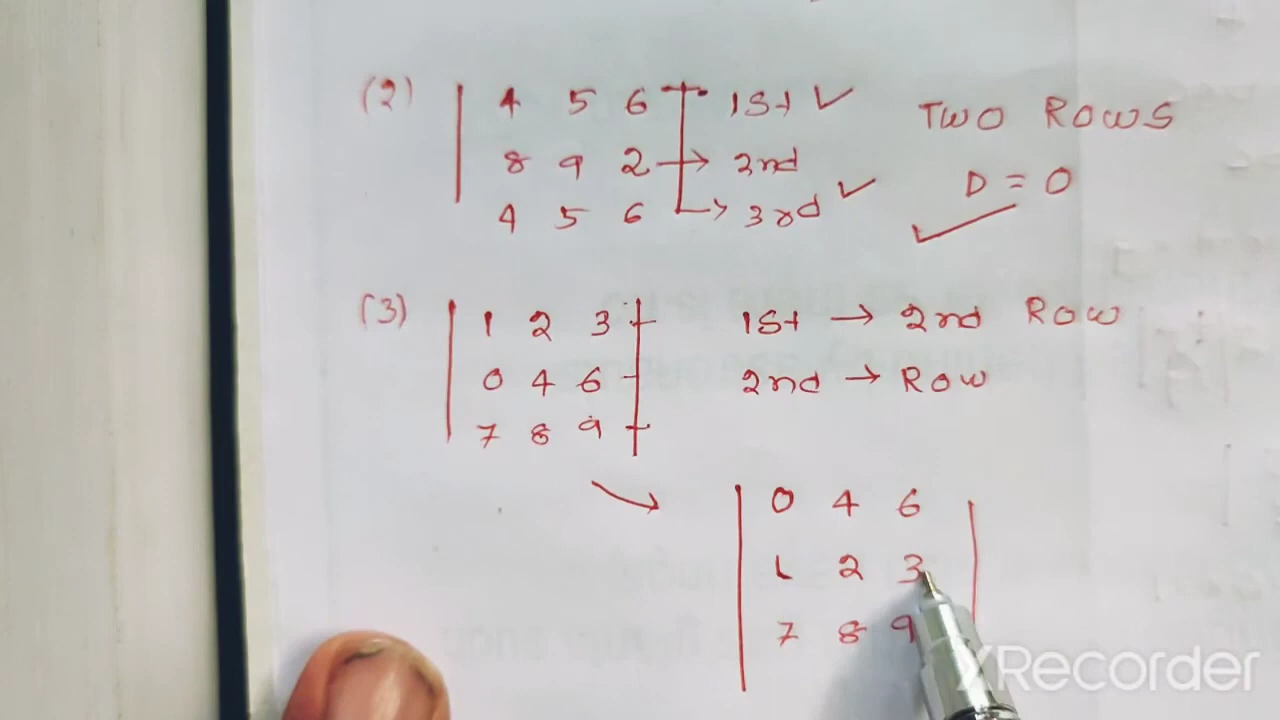 (2) | 4 5 6 → 1st ✓ TWO ROWS
8 9 2 → 2nd
D = 0
4 5 6 → 3rd ✓
(3) | 1 2 3 | 1st → 2nd ROW
0 4 6 2nd → ROW
7 8 9
→ | 0 4 6 |
1 2 3
7 8 9
XRecorder